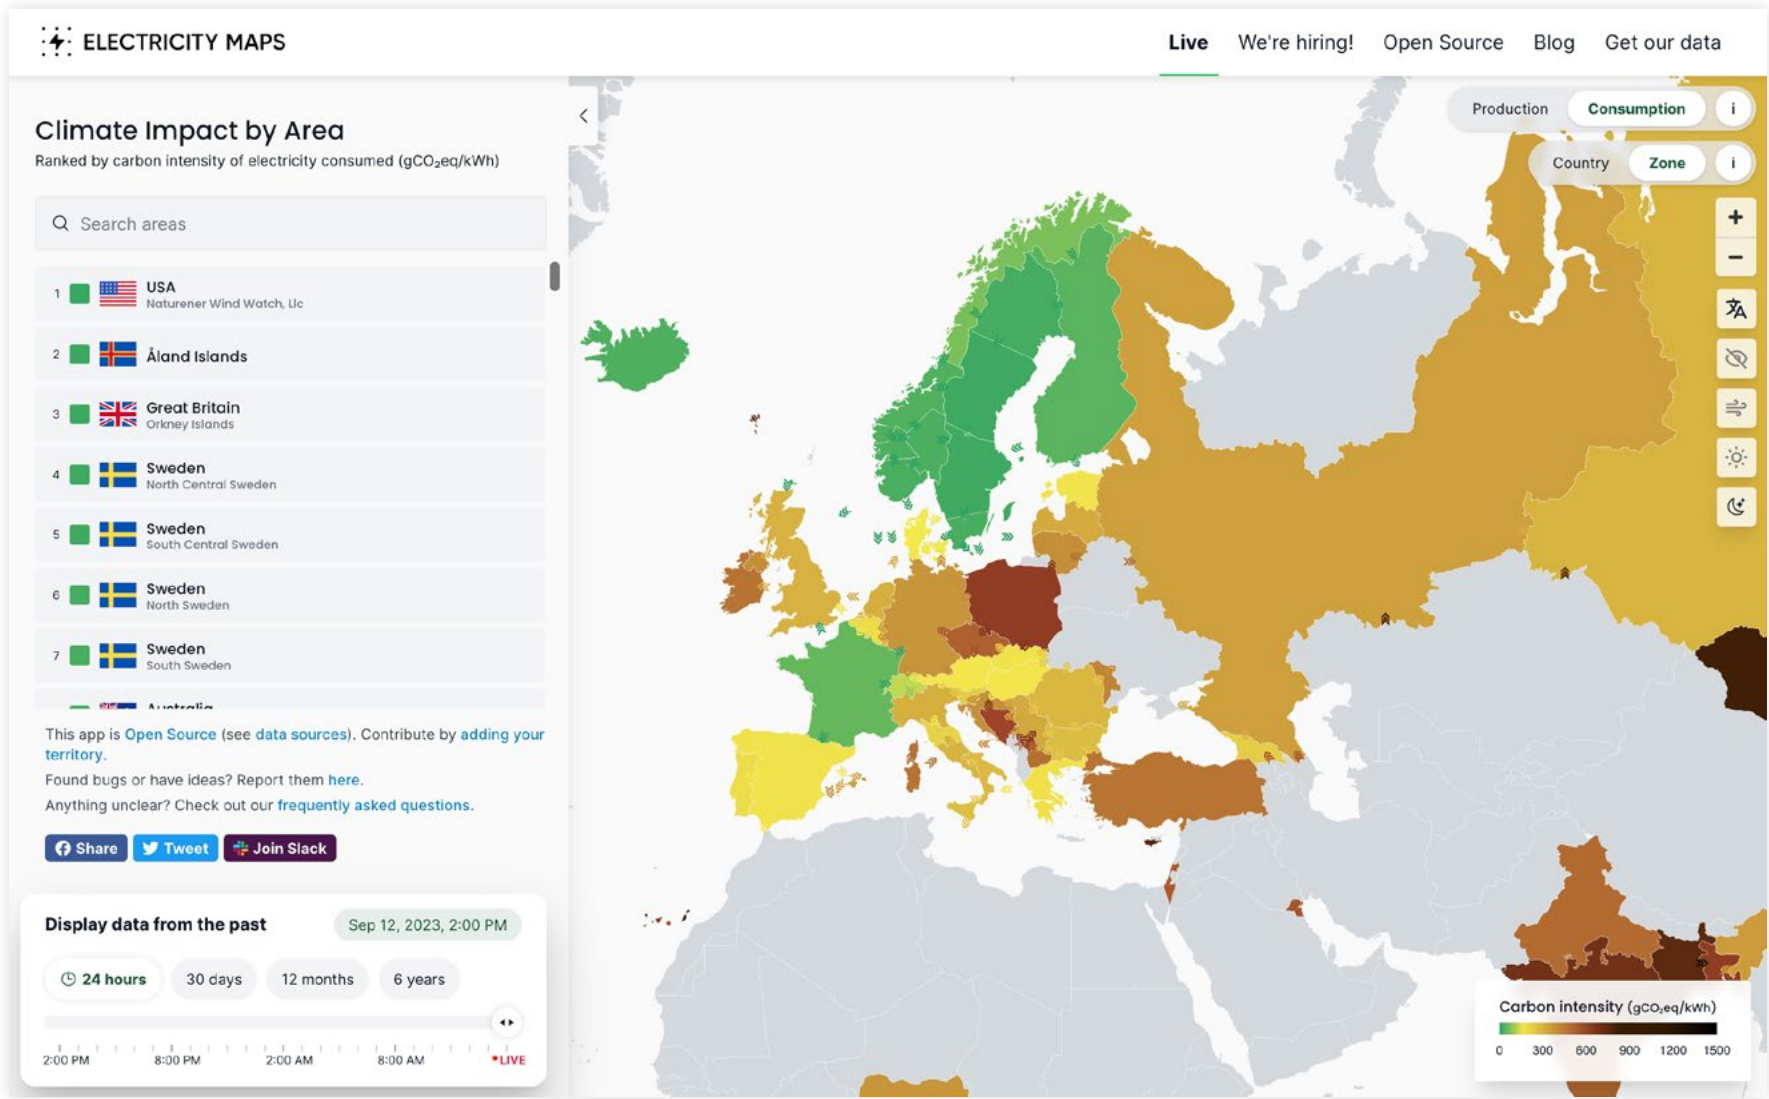 ELECTRICITY MAPS
Live We're hiring! Open Source Blog Get our data
Climate Impact by Area
Ranked by carbon intensity of electricity consumed (gCO₂eq/kWh)
Search areas
1 USA
Naturener Wind Watch, Llc
2 Åland Islands
3 Great Britain
Orkney Islands
4 Sweden
North Central Sweden
5 Sweden
South Central Sweden
6 Sweden
North Sweden
7 Sweden
South Sweden
Australia
This app is Open Source (see data sources). Contribute by adding your
territory.
Found bugs or have ideas? Report them here.
Anything unclear? Check out our frequently asked questions.
Share Tweet Join Slack
Display data from the past Sep 12, 2023, 2:00 PM
24 hours 30 days 12 months 6 years
2:00 PM 8:00 PM 2:00 AM 8:00 AM LIVE
Production Consumption i
Country Zone i
Carbon intensity (gCO₂eq/kWh)
0 300 600 900 1200 1500